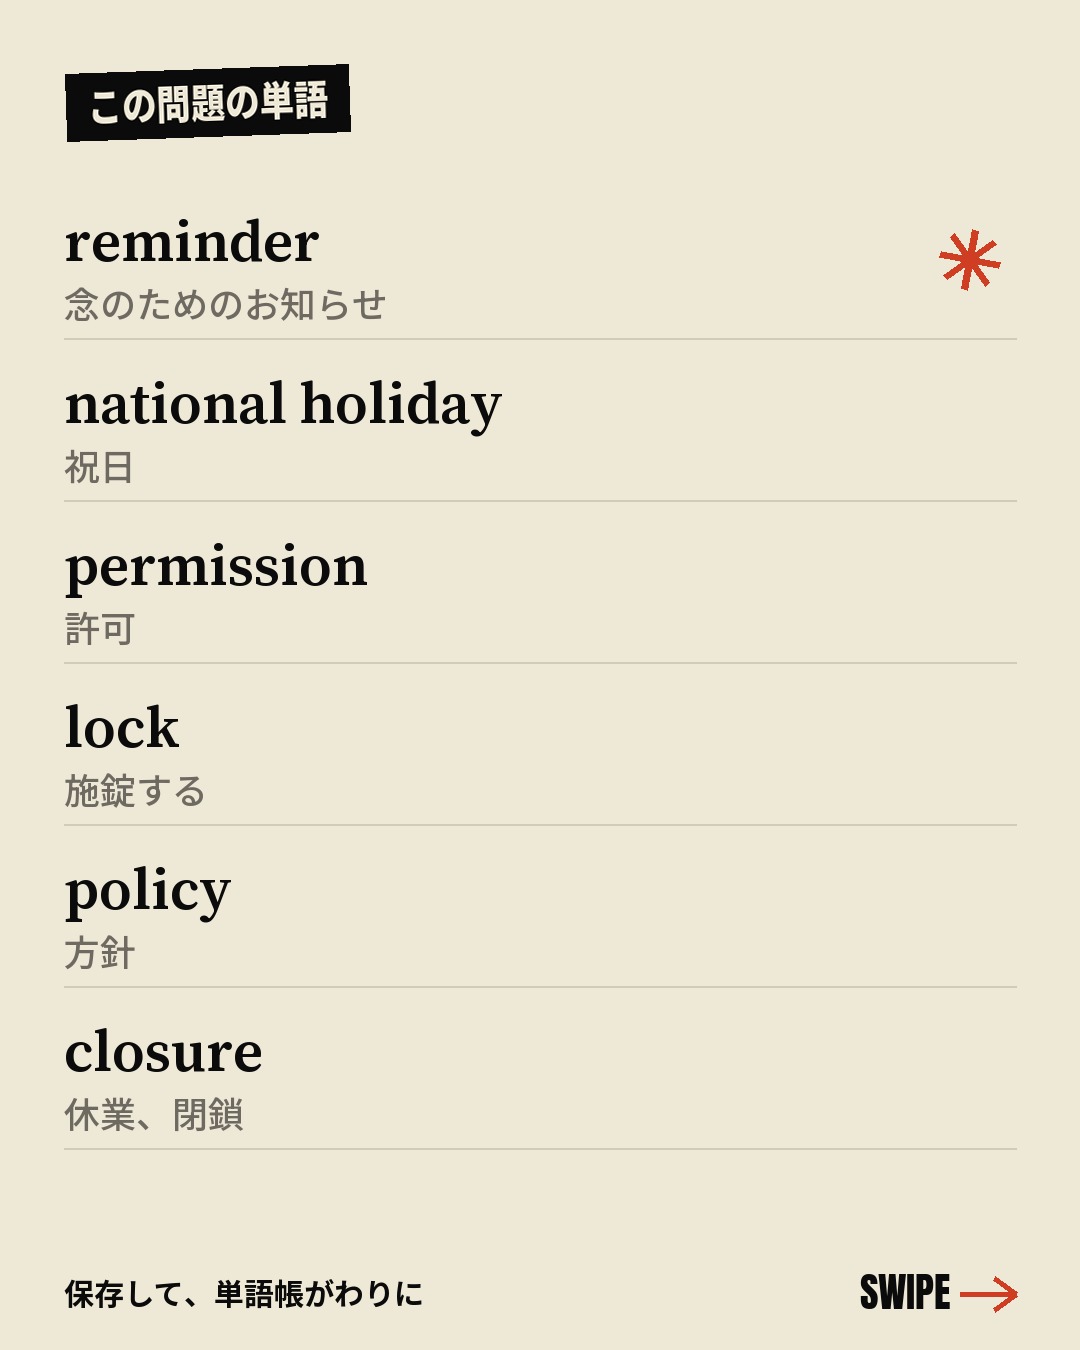 この問題の単語
reminder
念のためのお知らせ
national holiday
祝日
permission
許可
lock
施錠する
policy
方針
closure
休業、閉鎖
保存して、単語帳がわりに
SWIPE